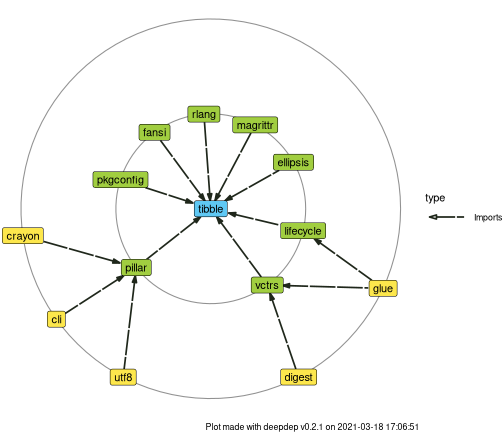 rlang
magrittr
fansi
ellipsis
pkgconfig
type
tibble
Imports
lifecycle
crayon
pillar
vctrs
glue
cli
utf8
digest
Plot made with deepdep v0.2.1 on 2021-03-18 17:06:51